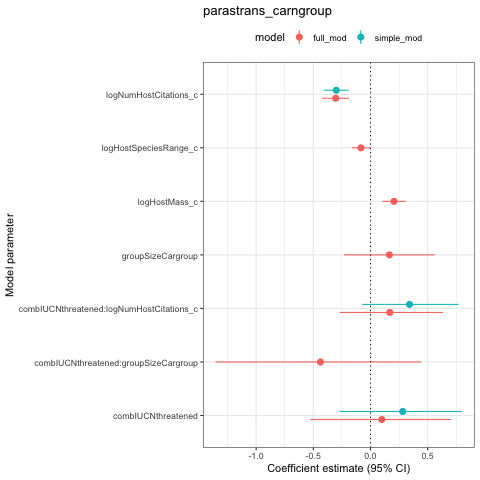 parastrans_carngroup
model full_mod simple_mod
logNumHostCitations_c
logHostSpeciesRange_c
logHostMass_c
groupSizeCargroup
combIUCNthreatened:logNumHostCitations_c
combIUCNthreatened:groupSizeCargroup
combIUCNthreatened
Model parameter
-1.0 -0.5 0.0 0.5
Coefficient estimate (95% CI)